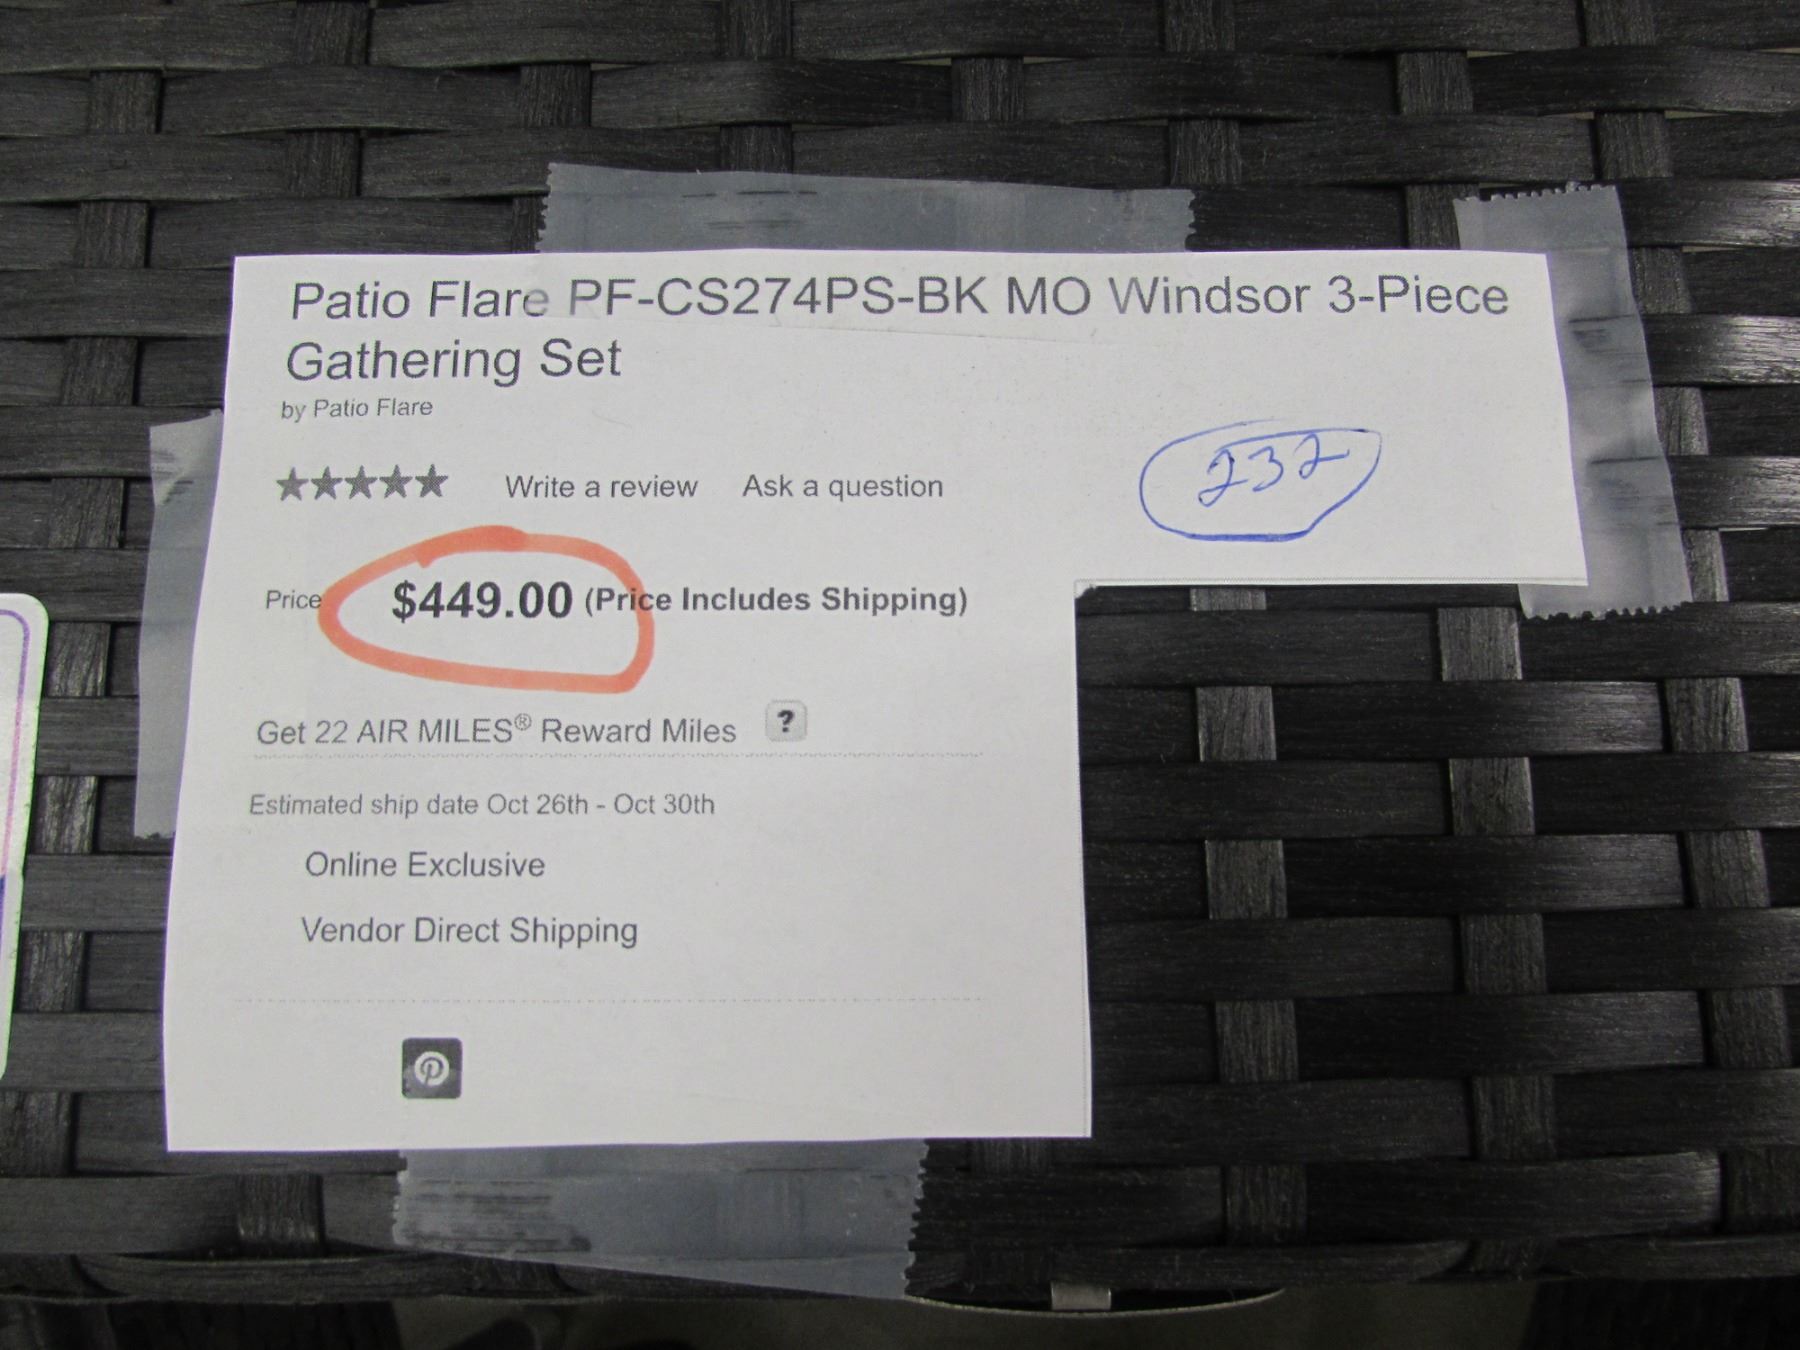 Patio Flare PF-CS274PS-BK MO Windsor 3-Piece
Gathering Set
by Patio Flare
232
★★★★★ Write a review Ask a question
Price $449.00 (Price Includes Shipping)
Get 22 AIR MILES® Reward Miles ?
Estimated ship date Oct 26th - Oct 30th
Online Exclusive
Vendor Direct Shipping